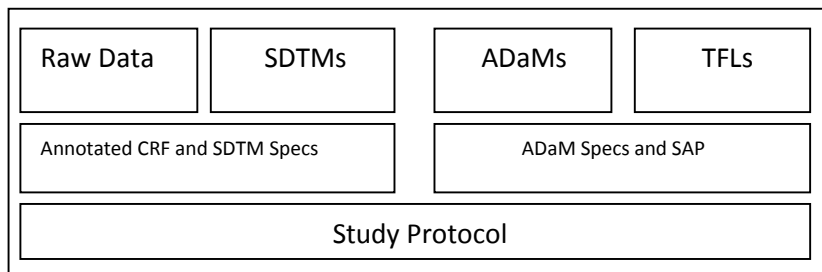 Raw Data
SDTMs
ADaMs
TFLs
Annotated CRF and SDTM Specs
ADaM Specs and SAP
Study Protocol